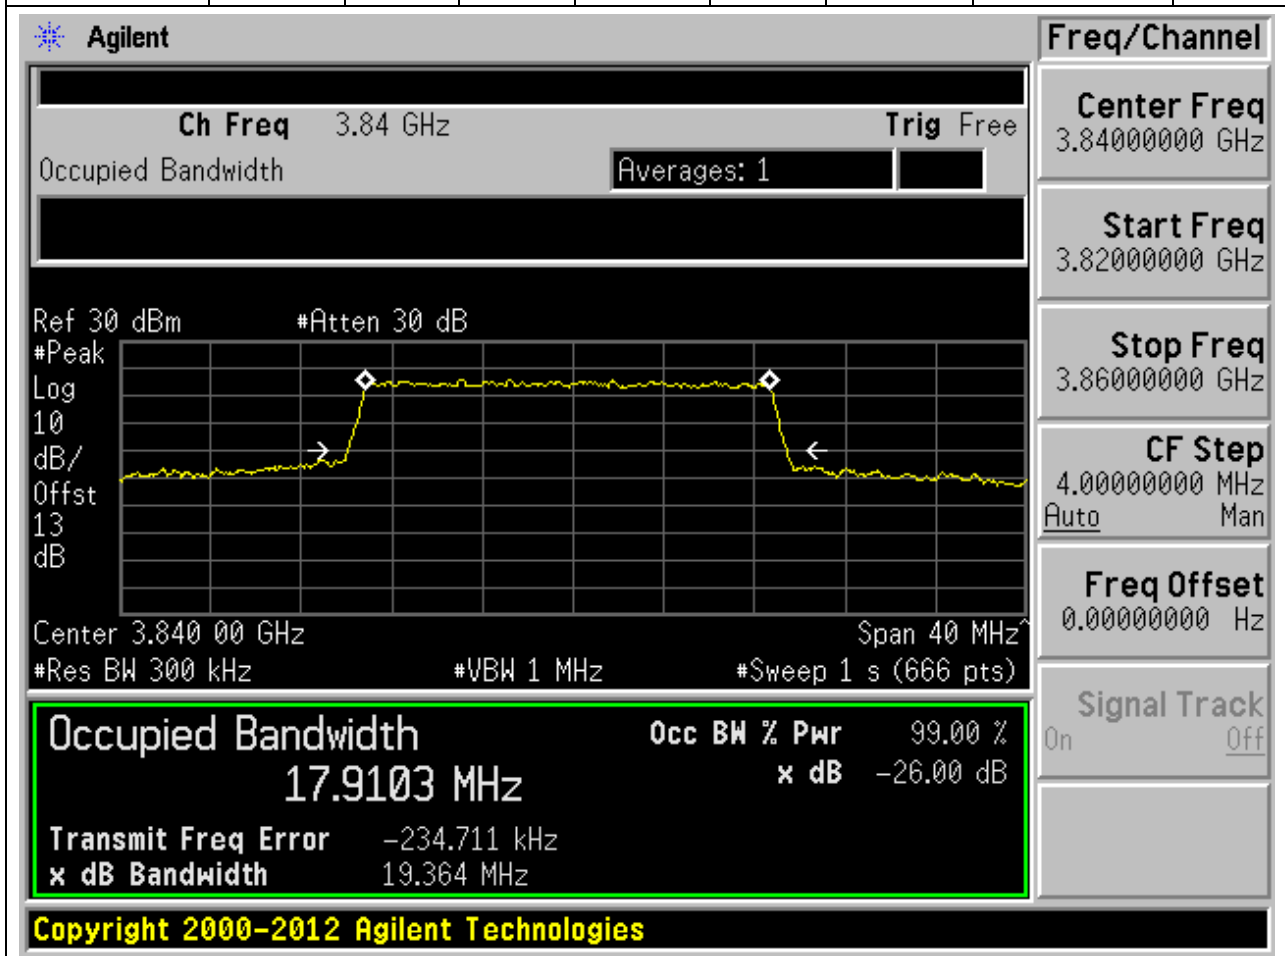 Agilent
Freq/Channel
Ch Freq 3.84 GHz Trig Free
Occupied Bandwidth Averages: 1
Center Freq
3.84000000 GHz
Start Freq
3.82000000 GHz
Stop Freq
3.86000000 GHz
CF Step
4.00000000 MHz
Auto Man
Freq Offset
0.00000000 Hz
Signal Track
On Off
Ref 30 dBm #Atten 30 dB
#Peak
Log
10
dB/
Offst
13
dB
Center 3.840 00 GHz Span 40 MHz^
#Res BW 300 kHz #VBW 1 MHz #Sweep 1 s (666 pts)
Occupied Bandwidth
17.9103 MHz
Occ BW % Pwr 99.00 %
x dB -26.00 dB
Transmit Freq Error -234.711 kHz
x dB Bandwidth 19.364 MHz
Copyright 2000-2012 Agilent Technologies